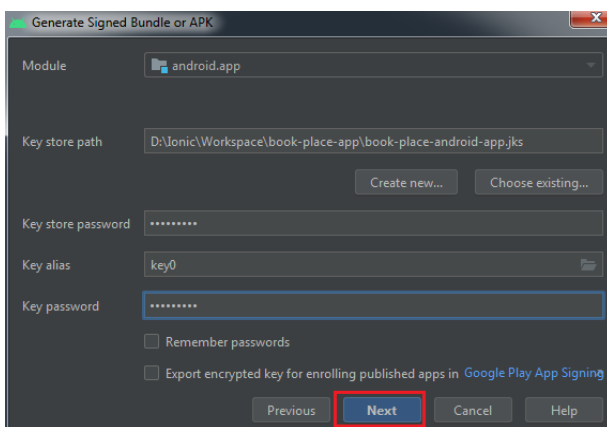 Generate Signed Bundle or APK
Module
android.app
Key store path
D:\Ionic\Workspace\book-place-app\book-place-android-app.jks
Create new... Choose existing...
Key store password •••••••••
Key alias key0
Key password •••••••••
Remember passwords
Export encrypted key for enrolling published apps in Google Play App Signing
Previous Next Cancel Help